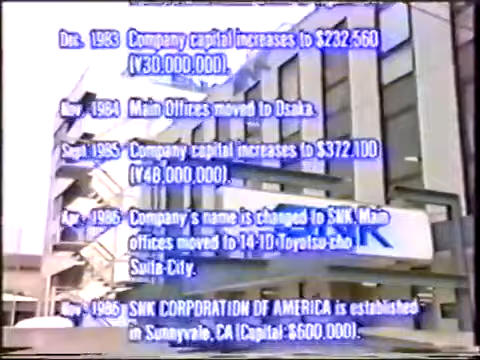 Dec. 1983 Company capital increases to $232,560
(¥30,000,000).
Nov. 1984 Main Offices moved to Osaka.
Sept. 1985 Company capital increases to $372,100
(¥48,000,000).
Apr. 1986 Company's name is changed to SNK. Main
offices moved to 14-10 Toyotsu-cho
Suita-City.
Nov. 1986 SNK CORPORATION OF AMERICA is established
in Sunnyvale, CA (Capital: $600,000).
SNK